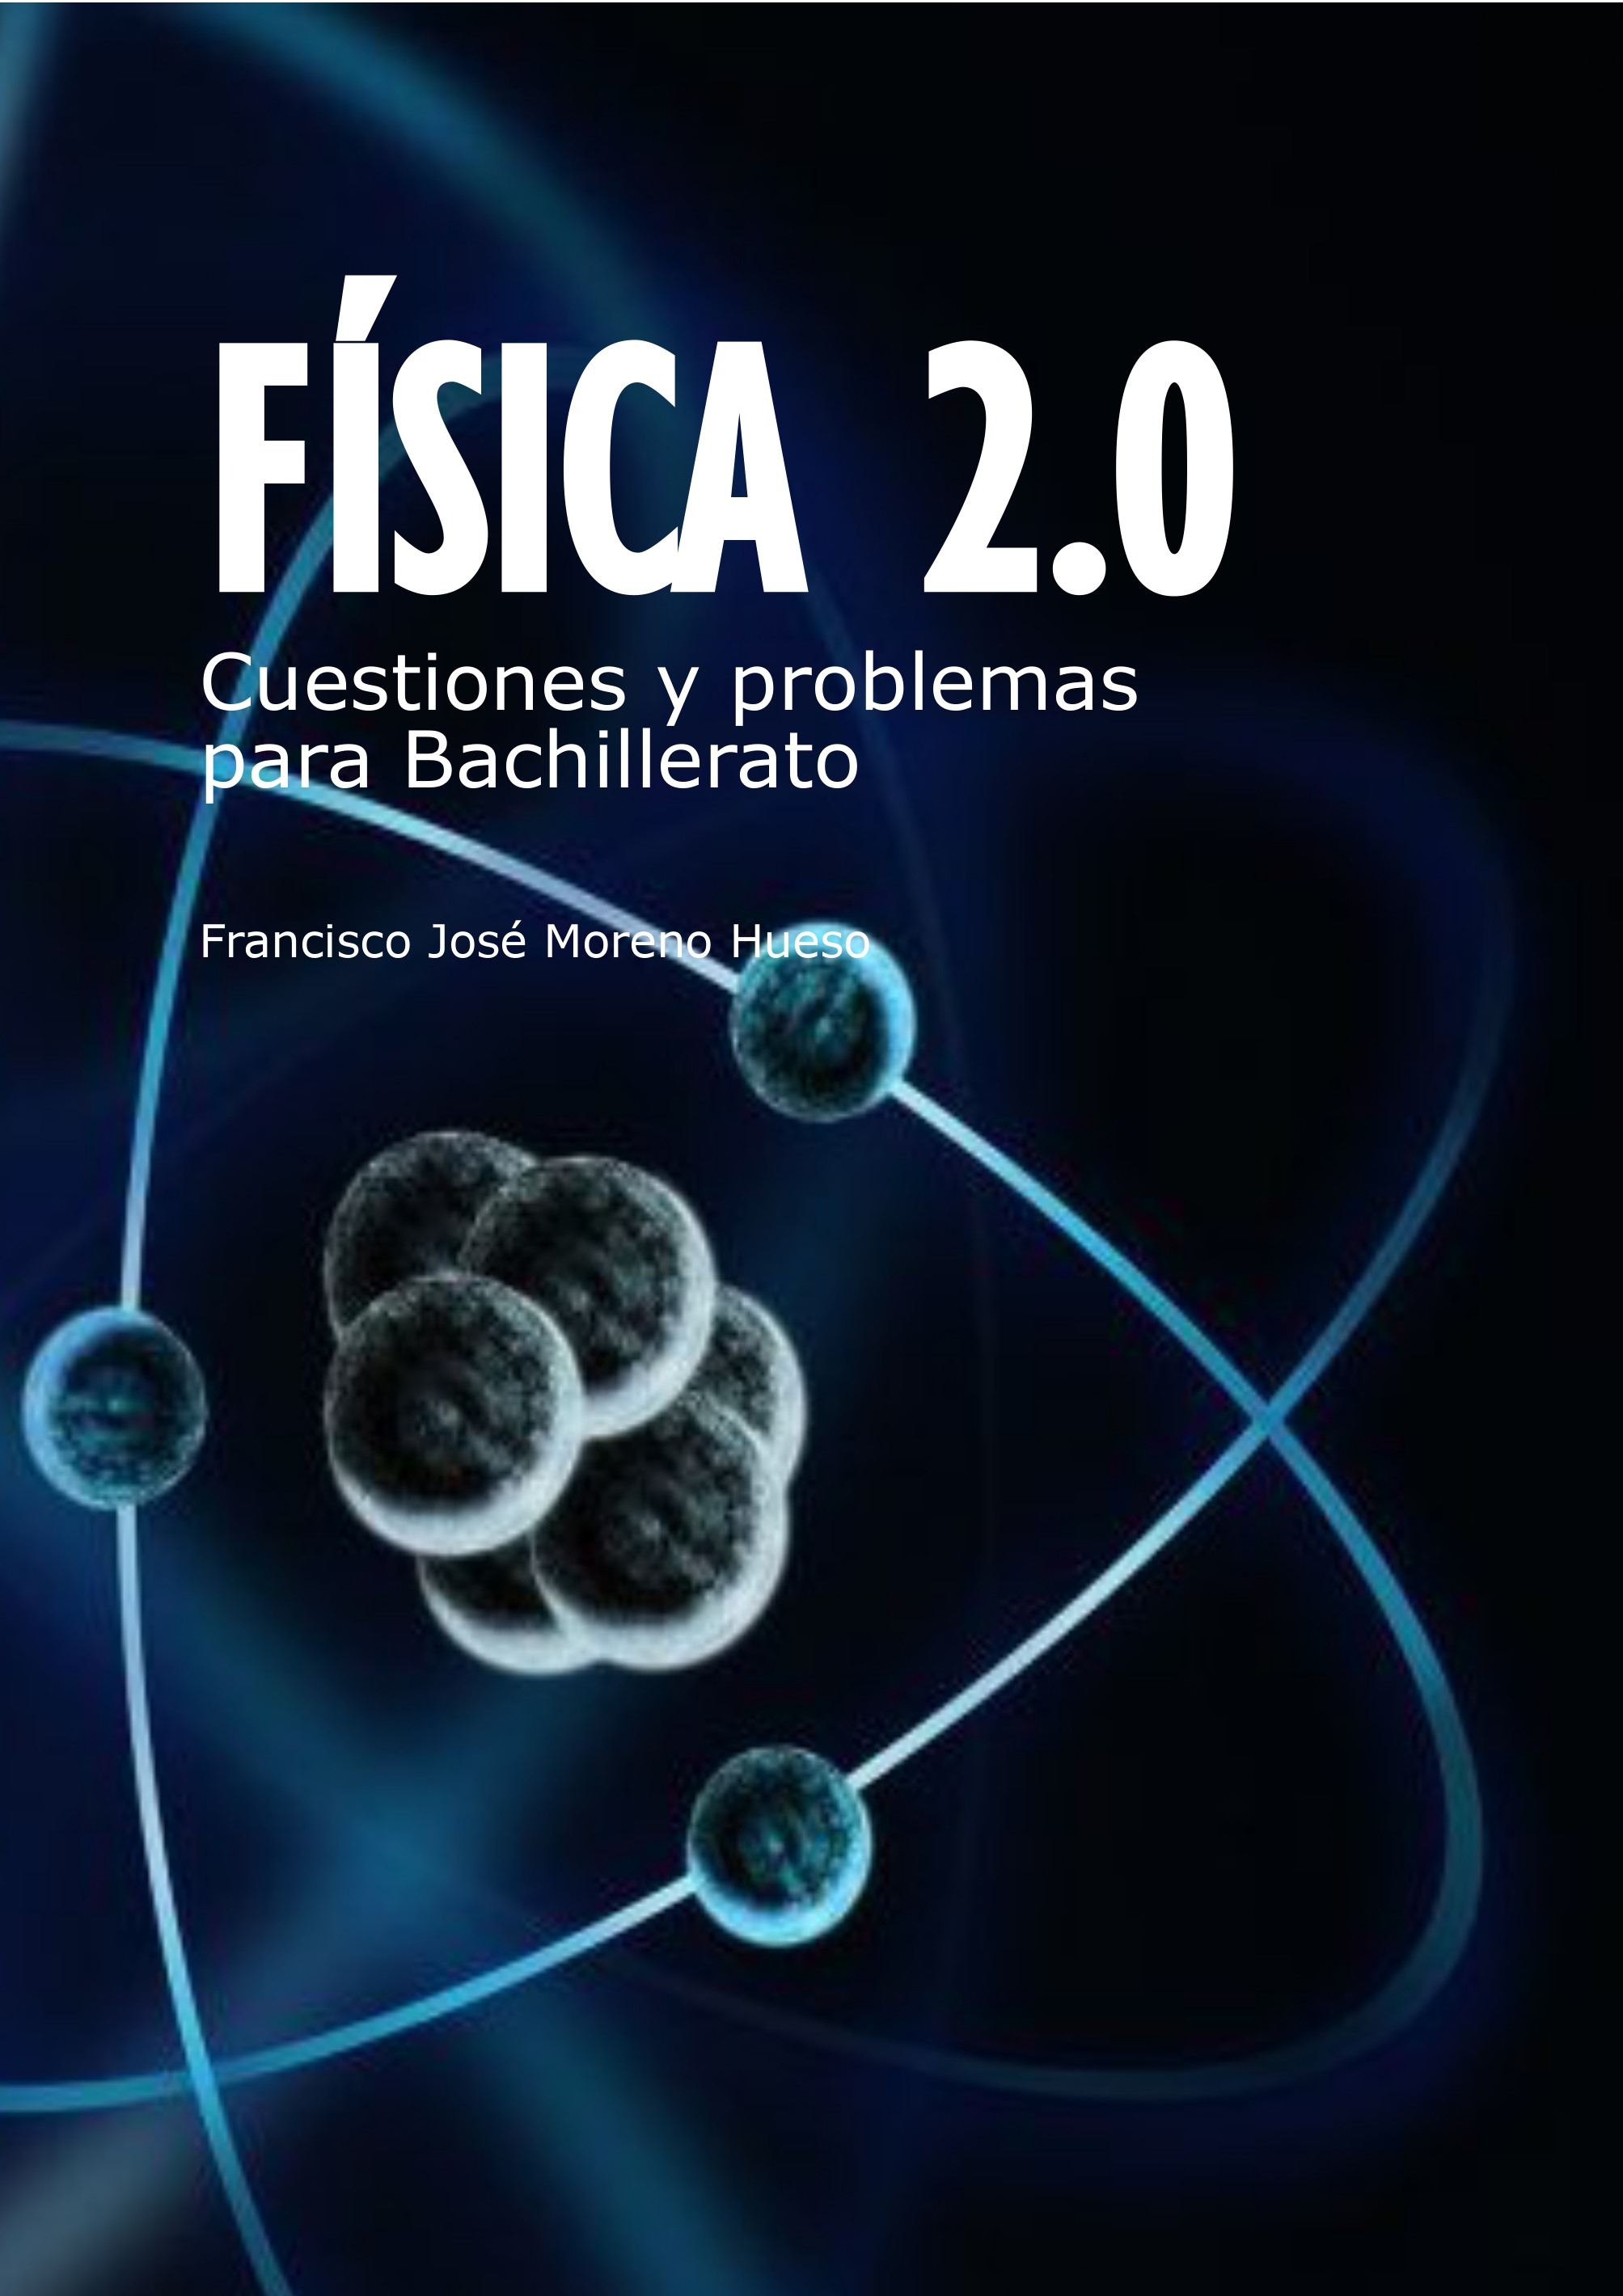 FÍSICA 2.0
Cuestiones y problemas
para Bachillerato
Francisco José Moreno Hueso